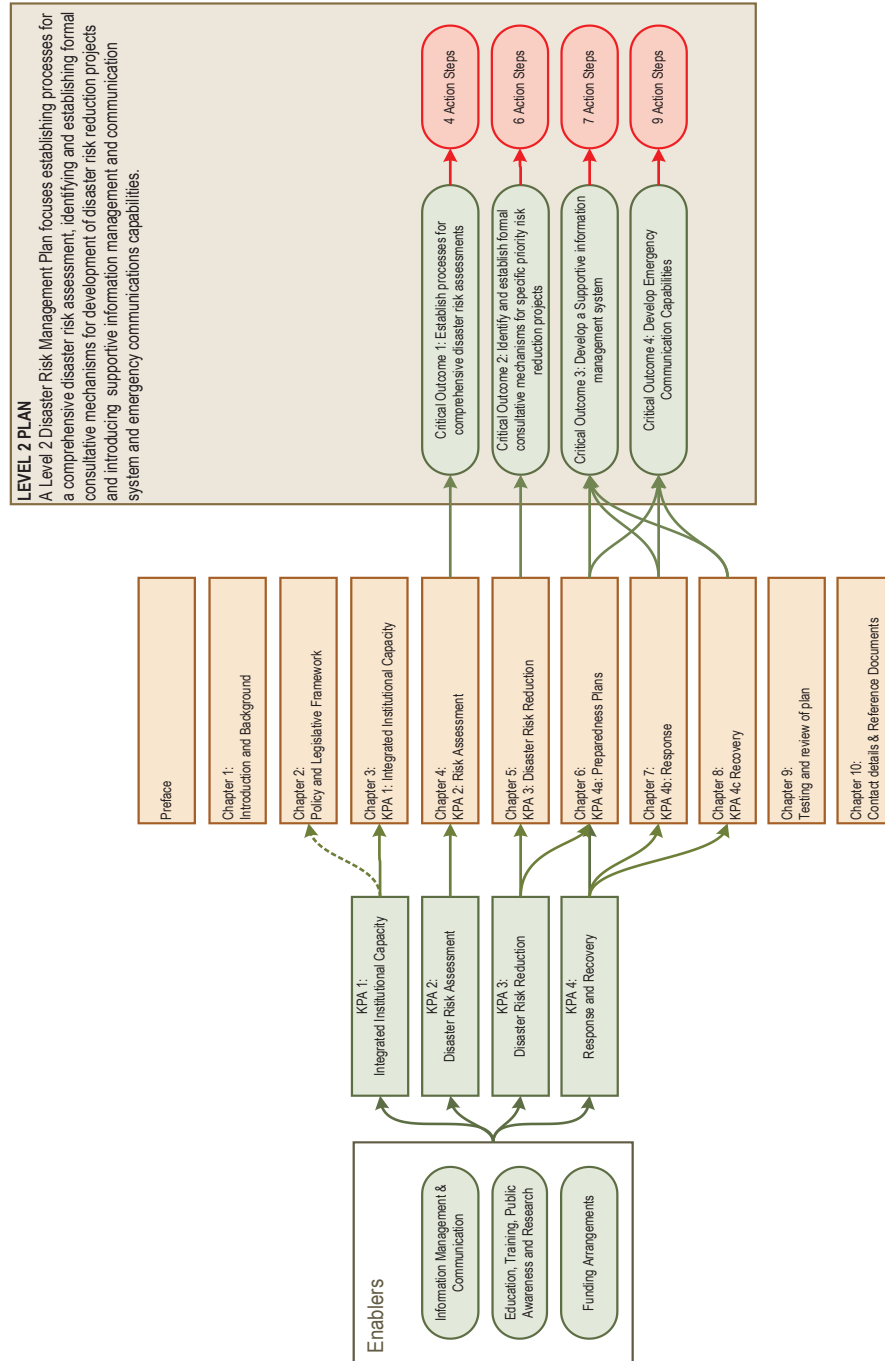 LEVEL 2 PLAN
A Level 2 Disaster Risk Management Plan focuses establishing processes for
a comprehensive disaster risk assessment, identifying and establishing formal
consultative mechanisms for development of disaster risk reduction projects
and introducing supportive information management and communication
system and emergency communications capabilities.
Enablers
Information Management &
Communication
Education, Training, Public
Awareness and Research
Funding Arrangements
KPA 1:
Integrated Institutional Capacity
KPA 2:
Disaster Risk Assessment
KPA 3:
Disaster Risk Reduction
KPA 4:
Response and Recovery
Preface
Chapter 1:
Introduction and Background
Chapter 2:
Policy and Legislative Framework
Chapter 3:
KPA 1: Integrated Institutional Capacity
Chapter 4:
KPA 2: Risk Assessment
Chapter 5:
KPA 3: Disaster Risk Reduction
Chapter 6:
KPA 4a: Preparedness Plans
Chapter 7:
KPA 4b: Response
Chapter 8:
KPA 4c Recovery
Chapter 9:
Testing and review of plan
Chapter 10:
Contact details & Reference Documents
Critical Outcome 1: Establish processes for
comprehensive disaster risk assessments
4 Action Steps
Critical Outcome 2: Identify and establish formal
consultative mechanisms for specific priority risk
reduction projects
6 Action Steps
Critical Outcome 3: Develop a Supportive information
management system
7 Action Steps
Critical Outcome 4: Develop Emergency
Communication Capabilities
9 Action Steps